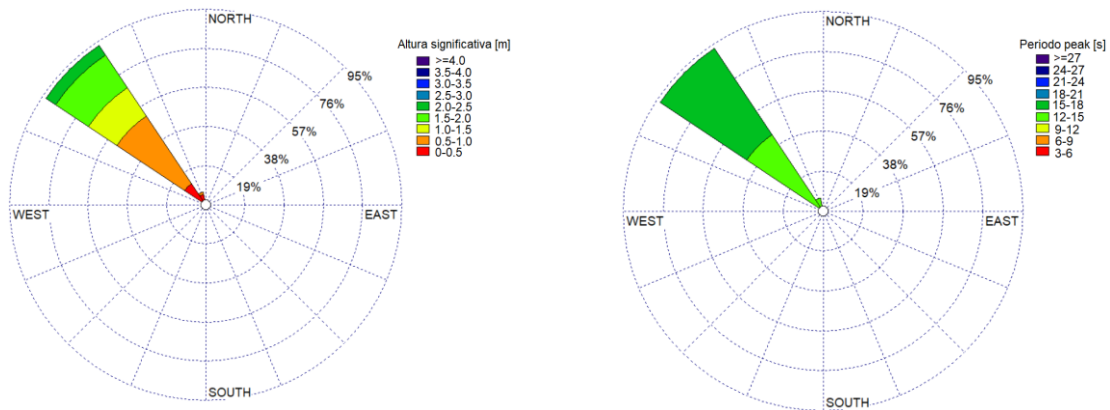 NORTH
Altura significativa [m]
>=4.0
3.5-4.0
3.0-3.5
2.5-3.0
2.0-2.5
1.5-2.0
1.0-1.5
0.5-1.0
0-0.5
95%
76%
57%
38%
19%
WEST
EAST
SOUTH
NORTH
Periodo peak [s]
>=27
24-27
21-24
18-21
15-18
12-15
9-12
6-9
3-6
95%
76%
57%
38%
19%
WEST
EAST
SOUTH